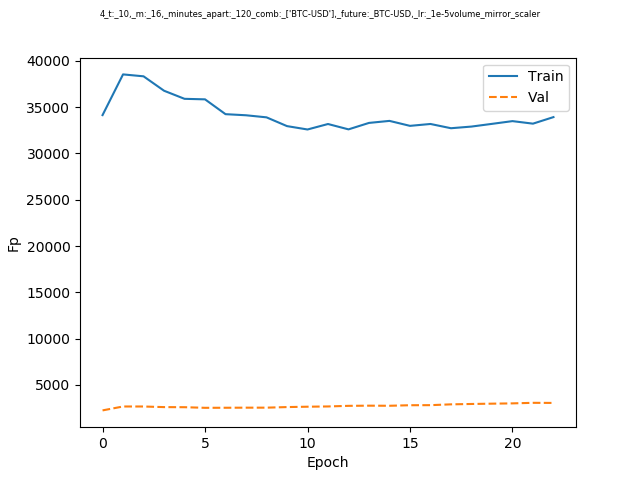 4_t:_10,_m:_16,_minutes_apart:_120_comb:_['BTC-USD'],_future:_BTC-USD,_lr:_1e-5volume_mirror_scaler
40000
35000
30000
25000
20000
15000
10000
5000
Fp
Train
Val
0 5 10 15 20
Epoch